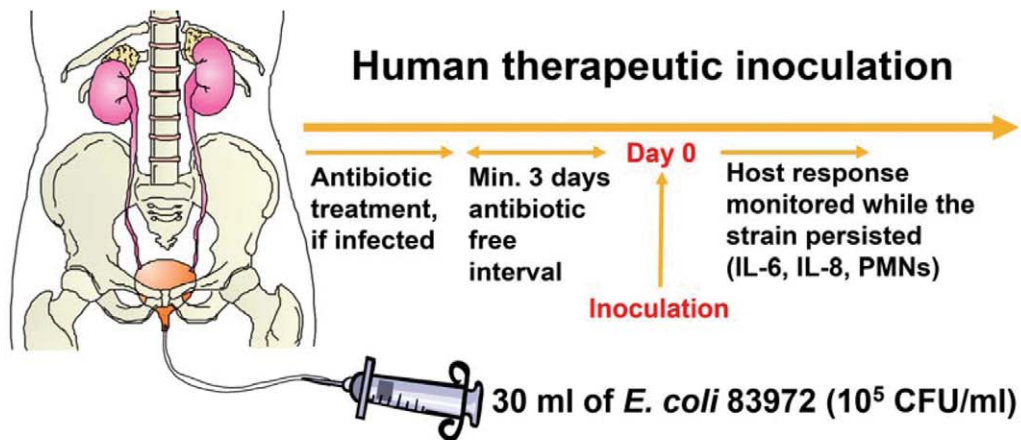 Human therapeutic inoculation
Antibiotic
treatment,
if infected
Min. 3 days
antibiotic
free
interval
Day 0
Inoculation
Host response
monitored while the
strain persisted
(IL-6, IL-8, PMNs)
30 ml of E. coli 83972 (10⁵ CFU/ml)